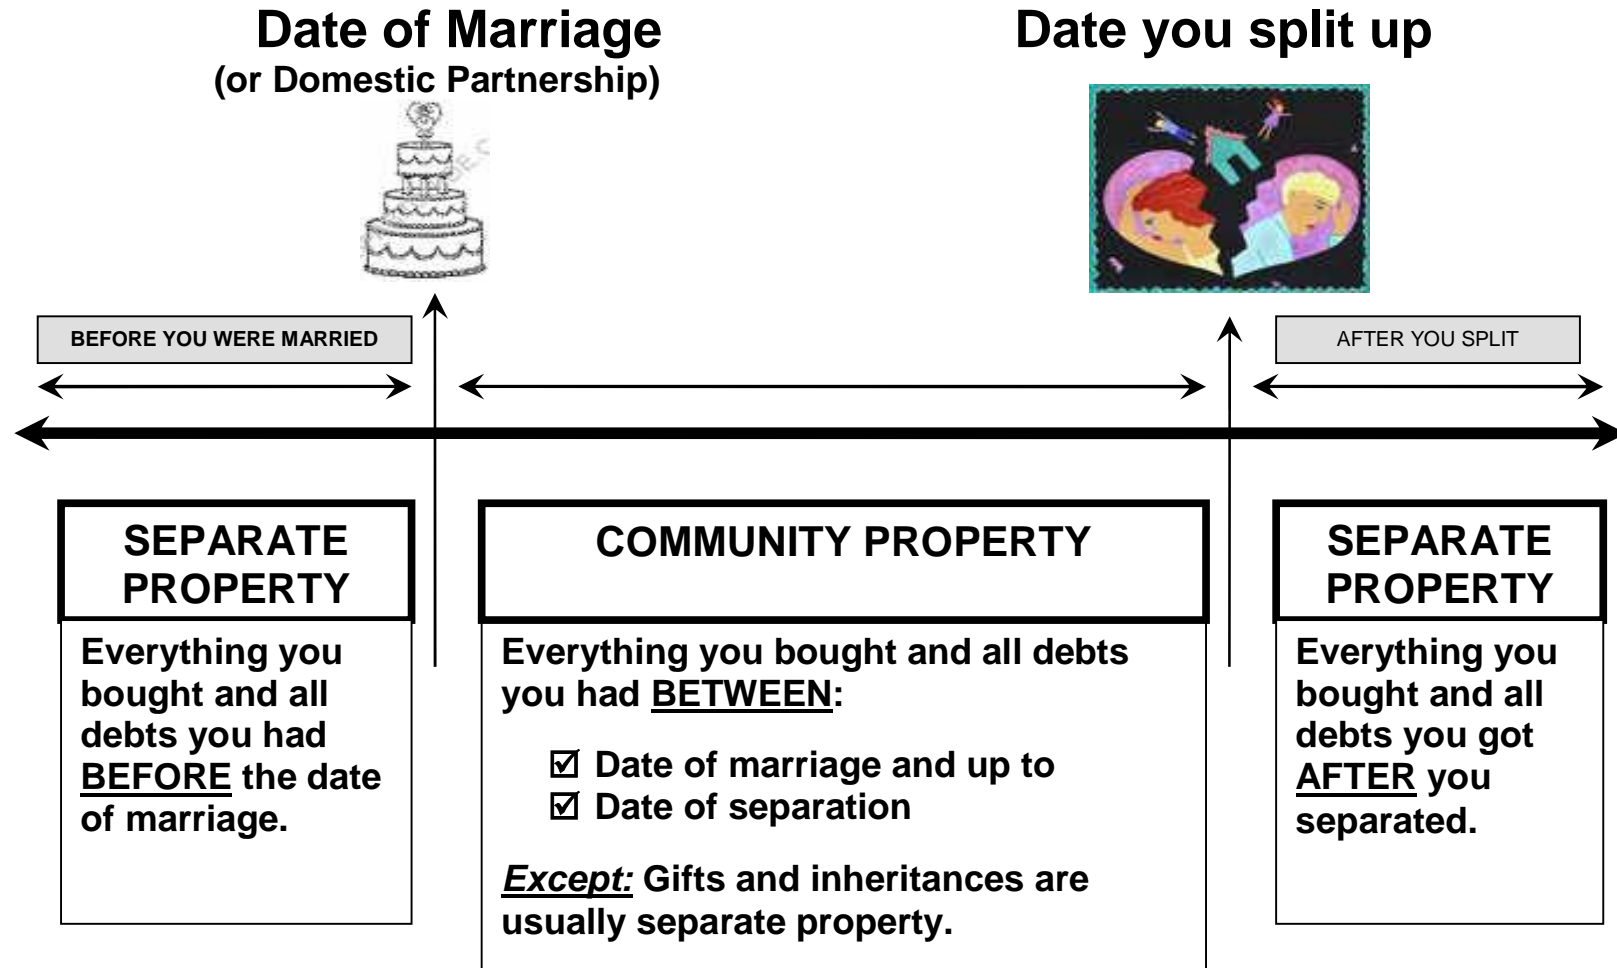 Date of Marriage
(or Domestic Partnership)
Date you split up
BEFORE YOU WERE MARRIED
AFTER YOU SPLIT
SEPARATE
PROPERTY
Everything you
bought and all
debts you had
BEFORE the date
of marriage.
COMMUNITY PROPERTY
Everything you bought and all debts
you had BETWEEN:
☑ Date of marriage and up to
☑ Date of separation
Except: Gifts and inheritances are
usually separate property.
SEPARATE
PROPERTY
Everything you
bought and all
debts you got
AFTER you
separated.